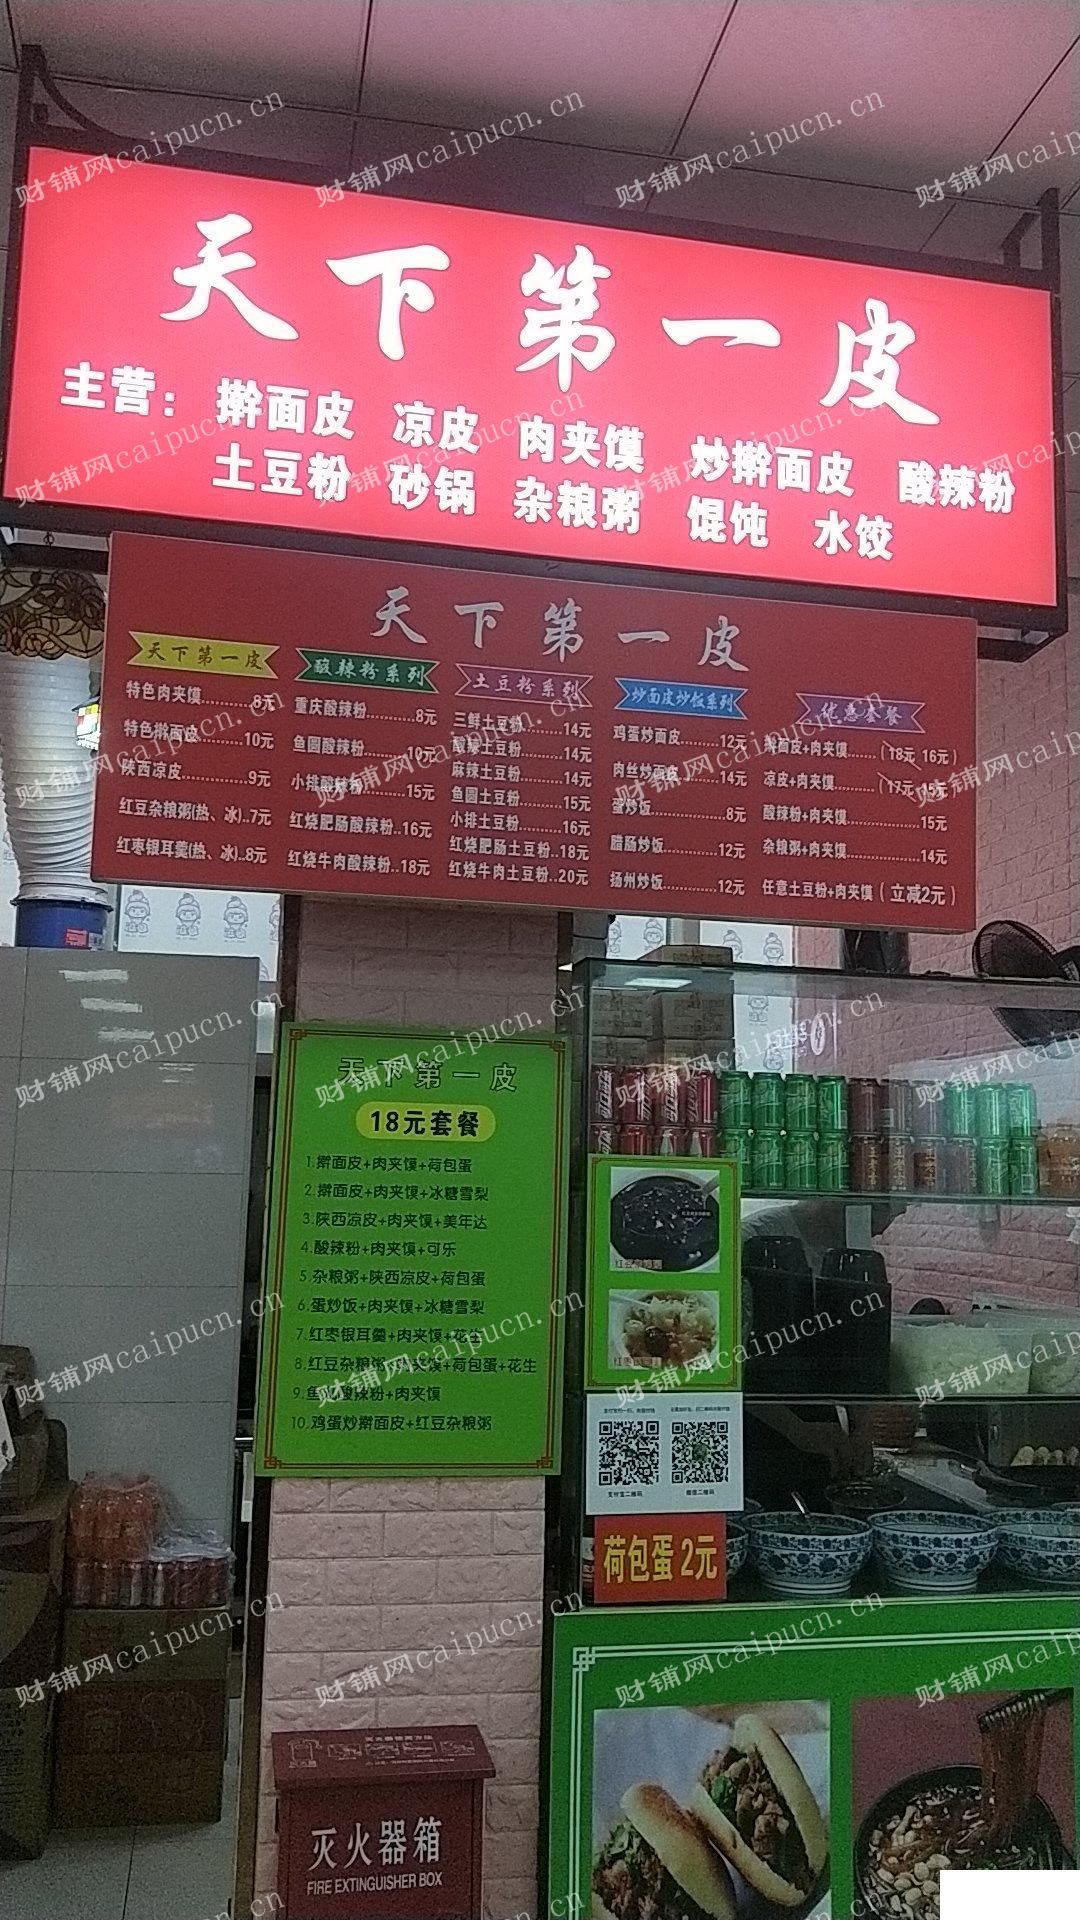 天下第一皮
主营：擀面皮 凉皮 肉夹馍 炒擀面皮 酸辣粉
土豆粉 砂锅 杂粮粥 馄饨 水饺
天下第一皮
天下第一皮
特色肉夹馍............8元
特色擀面皮..........10元
陕西凉皮...............9元
红豆杂粮粥(热、冰)..7元
红枣银耳羹(热、冰)..8元
酸辣粉系列
重庆酸辣粉............8元
鱼圆酸辣粉..........10元
小排酸辣粉..........15元
红烧肥肠酸辣粉..16元
红烧牛肉酸辣粉..18元
土豆粉系列
三鲜土豆粉.........14元
酸辣土豆粉.........14元
麻辣土豆粉.........14元
鱼圆土豆粉.........15元
小排土豆粉.........16元
红烧肥肠土豆粉..18元
红烧牛肉土豆粉..20元
炒面皮炒饭系列
鸡蛋炒面皮.........12元
肉丝炒面皮.........14元
蛋炒饭...............8元
腊肠炒饭............12元
扬州炒饭............12元
优惠套餐
擀面皮+肉夹馍......(18元 16元)
凉皮+肉夹馍.........(17元 15元)
酸辣粉+肉夹馍...............15元
杂粮粥+肉夹馍...............14元
任意土豆粉+肉夹馍 (立减2元)
天下第一皮
18元套餐
1.擀面皮+肉夹馍+荷包蛋
2.擀面皮+肉夹馍+冰糖雪梨
3.陕西凉皮+肉夹馍+美年达
4.酸辣粉+肉夹馍+可乐
5.杂粮粥+陕西凉皮+荷包蛋
6.蛋炒饭+肉夹馍+冰糖雪梨
7.红枣银耳羹+肉夹馍+花生
8.红豆杂粮粥+肉夹馍+荷包蛋+花生
9.鱼圆酸辣粉+肉夹馍
10.鸡蛋炒擀面皮+红豆杂粮粥
支付宝二维码
微信二维码
荷包蛋 2元
灭火器箱
FIRE EXTINGUISHER BOX
财铺网caipucn.cn